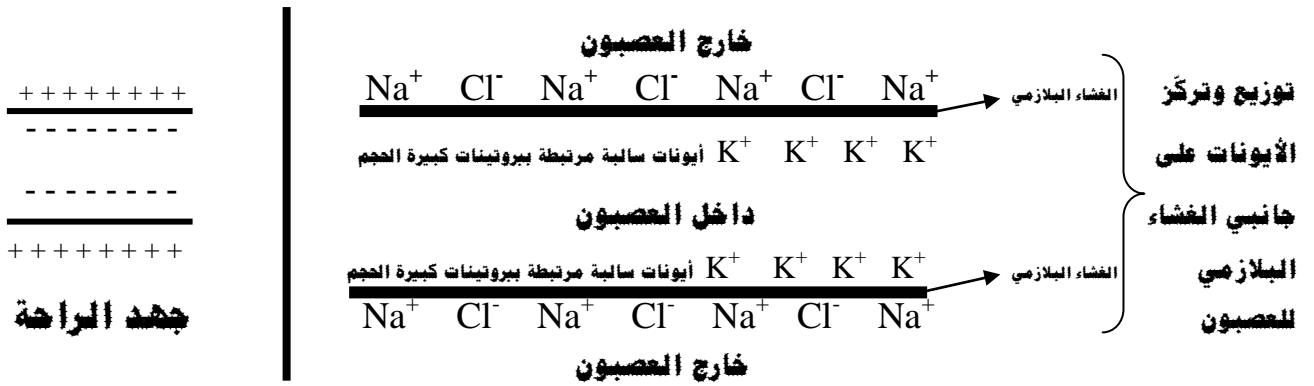 خارج العصبون
Na⁺ Cl⁻ Na⁺ Cl⁻ Na⁺ Cl⁻ Na⁺
الغشاء البلازمي
أيونات سالبة مرتبطة ببروتينات كبيرة الحجم K⁺ K⁺ K⁺ K⁺
داخل العصبون
أيونات سالبة مرتبطة ببروتينات كبيرة الحجم K⁺ K⁺ K⁺ K⁺
الغشاء البلازمي
Na⁺ Cl⁻ Na⁺ Cl⁻ Na⁺ Cl⁻ Na⁺
خارج العصبون
توزيع وتركّز
الأيونات على
جانبي الغشاء
البلازمي
للعصبون
+ + + + + + + +
- - - - - - - -
- - - - - - - -
+ + + + + + + +
جهد الراحة